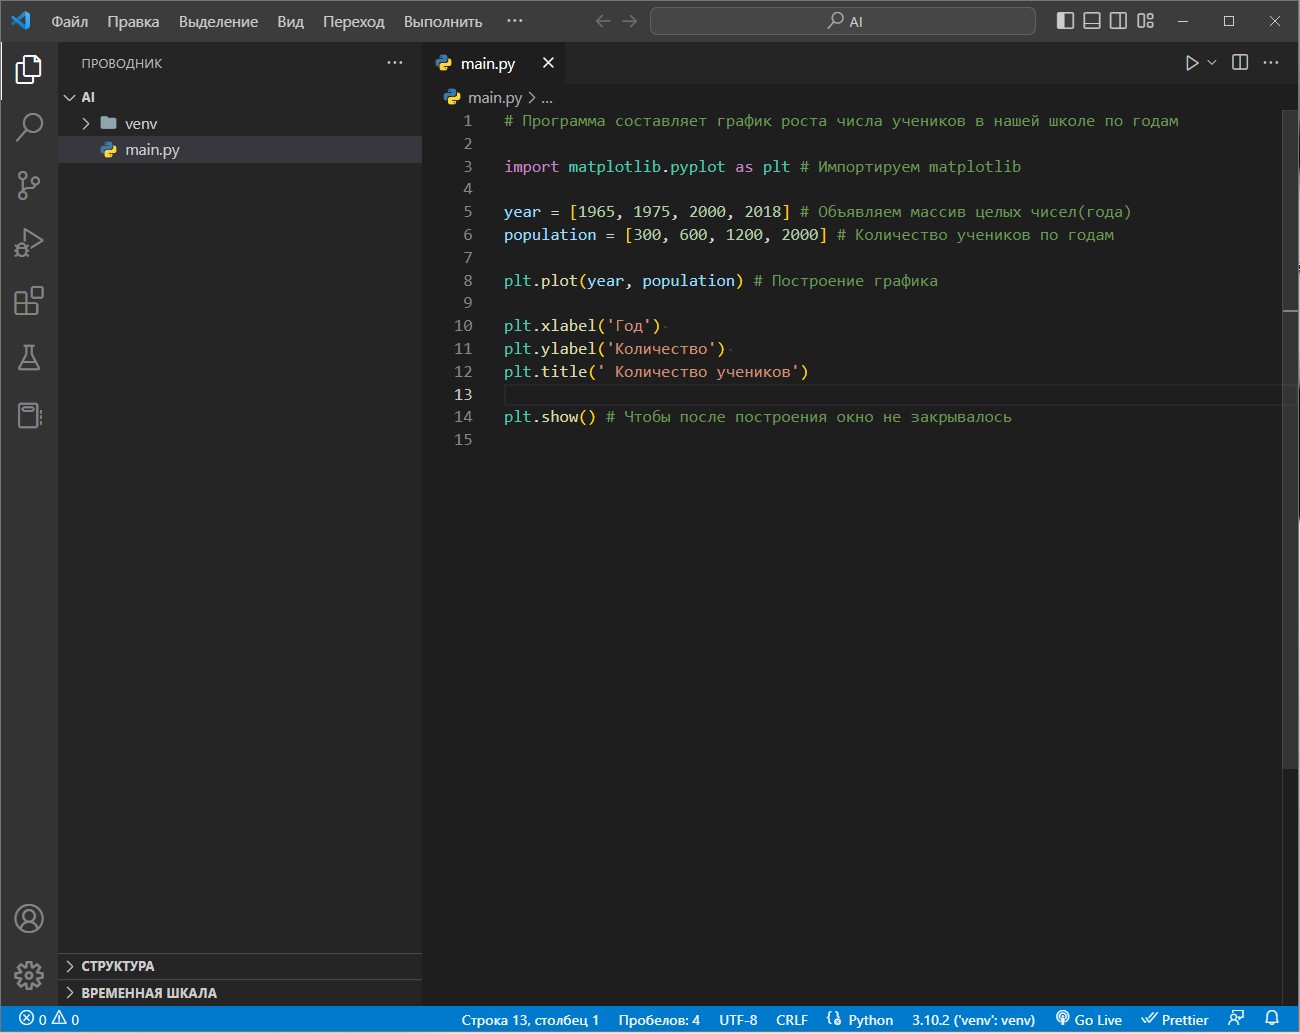 Файл Правка Выделение Вид Переход Выполнить ··· AI
ПРОВОДНИК ···
AI
venv
main.py
СТРУКТУРА
ВРЕМЕННАЯ ШКАЛА
main.py
main.py > ...
1 # Программа составляет график роста числа учеников в нашей школе по годам
2
3 import matplotlib.pyplot as plt # Импортируем matplotlib
4
5 year = [1965, 1975, 2000, 2018] # Объявляем массив целых чисел(года)
6 population = [300, 600, 1200, 2000] # Количество учеников по годам
7
8 plt.plot(year, population) # Построение графика
9
10 plt.xlabel('Год')
11 plt.ylabel('Количество')
12 plt.title(' Количество учеников')
13
14 plt.show() # Чтобы после построения окно не закрывалось
15
0 0 Строка 13, столбец 1 Пробелов: 4 UTF-8 CRLF Python 3.10.2 ('venv': venv) Go Live Prettier